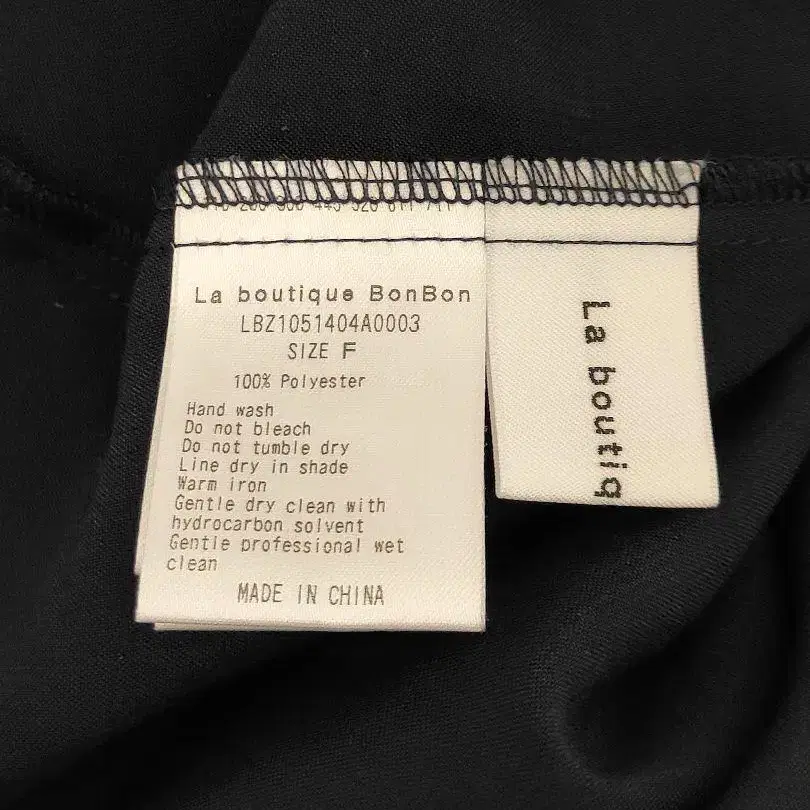 La boutique BonBon
LBZ1051404A0003
SIZE F
100% Polyester
Hand wash
Do not bleach
Do not tumble dry
Line dry in shade
Warm iron
Gentle dry clean with
hydrocarbon solvent
Gentle professional wet
clean
MADE IN CHINA
La boutiq